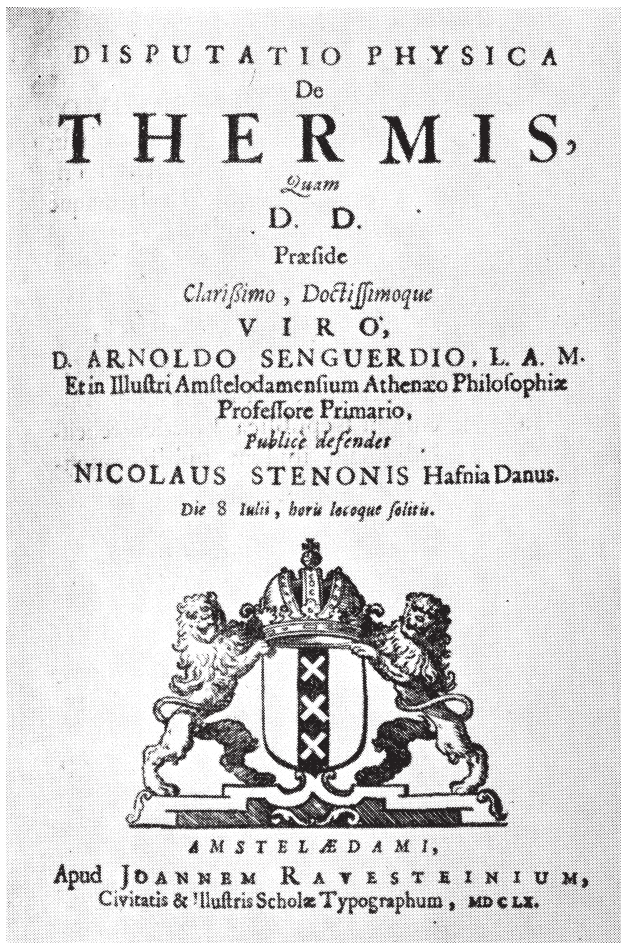 DISPUTATIO PHYSICA
De
THERMIS,
Quam
D. D.
Præſide
Clariſſimo, Doctiſſimoque
VIRO,
D. ARNOLDO SENGUERDIO, L. A. M.
Et in Illuſtri Amſtelodamenſium Athenæo Philoſophiæ
Profeſſore Primario,
Publicè defendet
NICOLAUS STENONIS Hafnia Danus.
Die 8 Iulii, horis locoque ſolitis.
AMSTELÆDAMI,
Apud JOANNEM RAVESTEINIUM,
Civitatis & Illuſtris Scholæ Typographum, MDCLX.